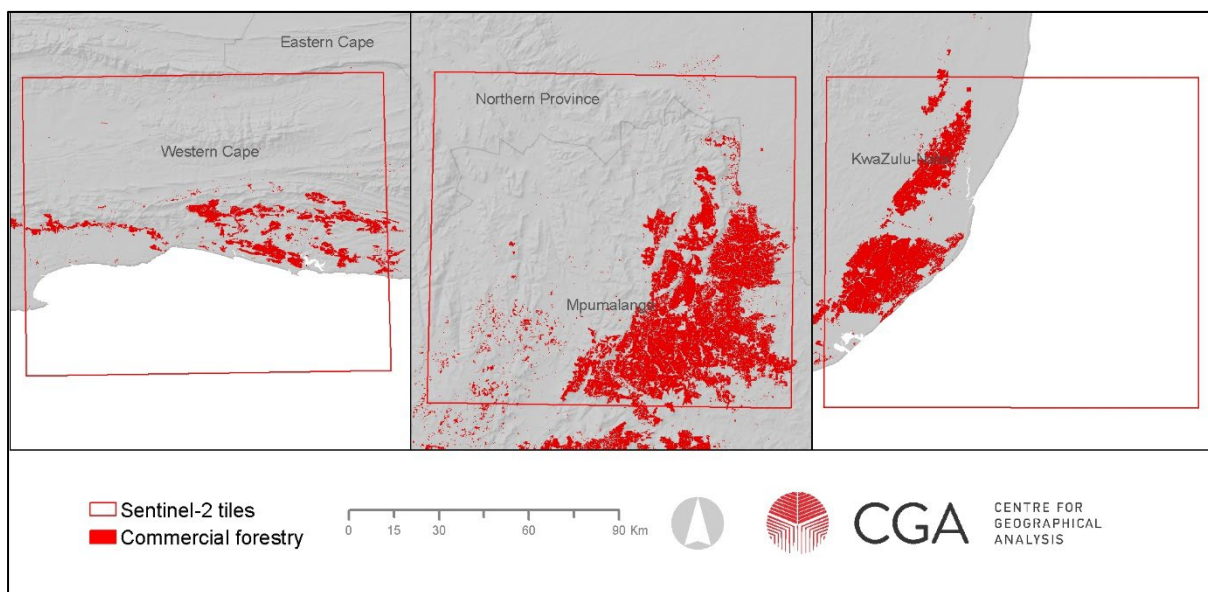 Eastern Cape
Western Cape
Northern Province
Mpumalanga
KwaZulu-Natal
Sentinel-2 tiles
Commercial forestry
0 15 30 60 90 Km
CGA
CENTRE FOR
GEOGRAPHICAL
ANALYSIS